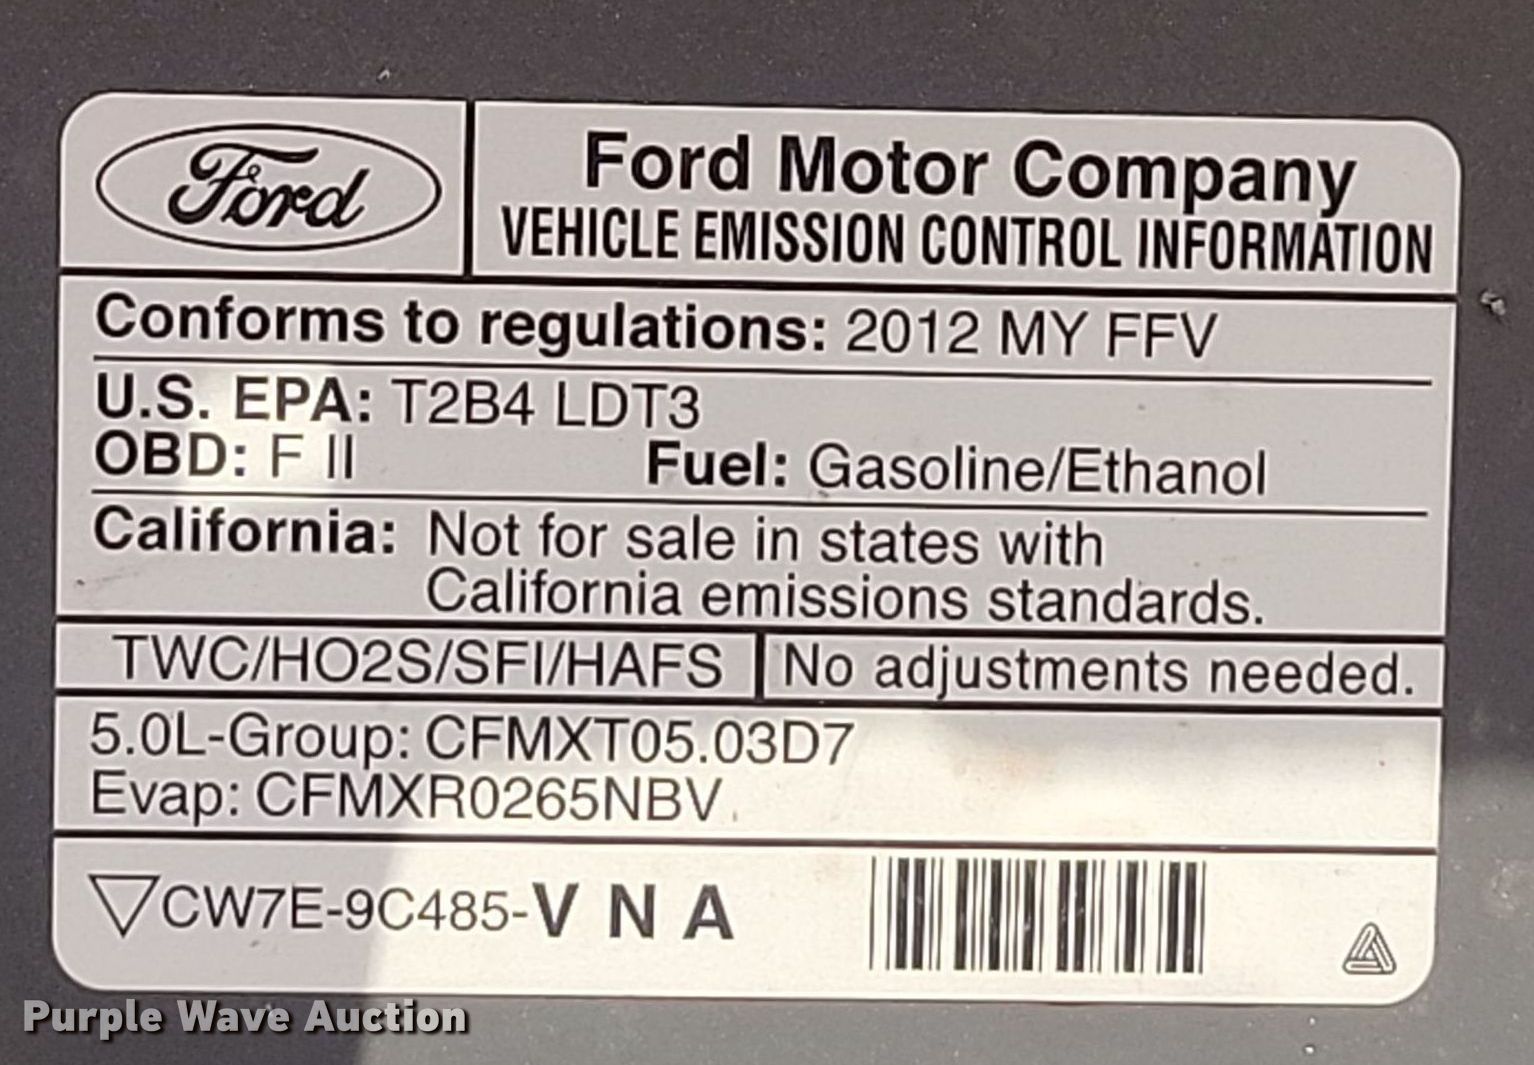 Ford
Ford Motor Company
VEHICLE EMISSION CONTROL INFORMATION
Conforms to regulations: 2012 MY FFV
U.S. EPA: T2B4 LDT3
OBD: F II Fuel: Gasoline/Ethanol
California: Not for sale in states with
California emissions standards.
TWC/HO2S/SFI/HAFS No adjustments needed.
5.0L-Group: CFMXT05.03D7
Evap: CFMXR0265NBV
CW7E-9C485-V N A
Purple Wave Auction